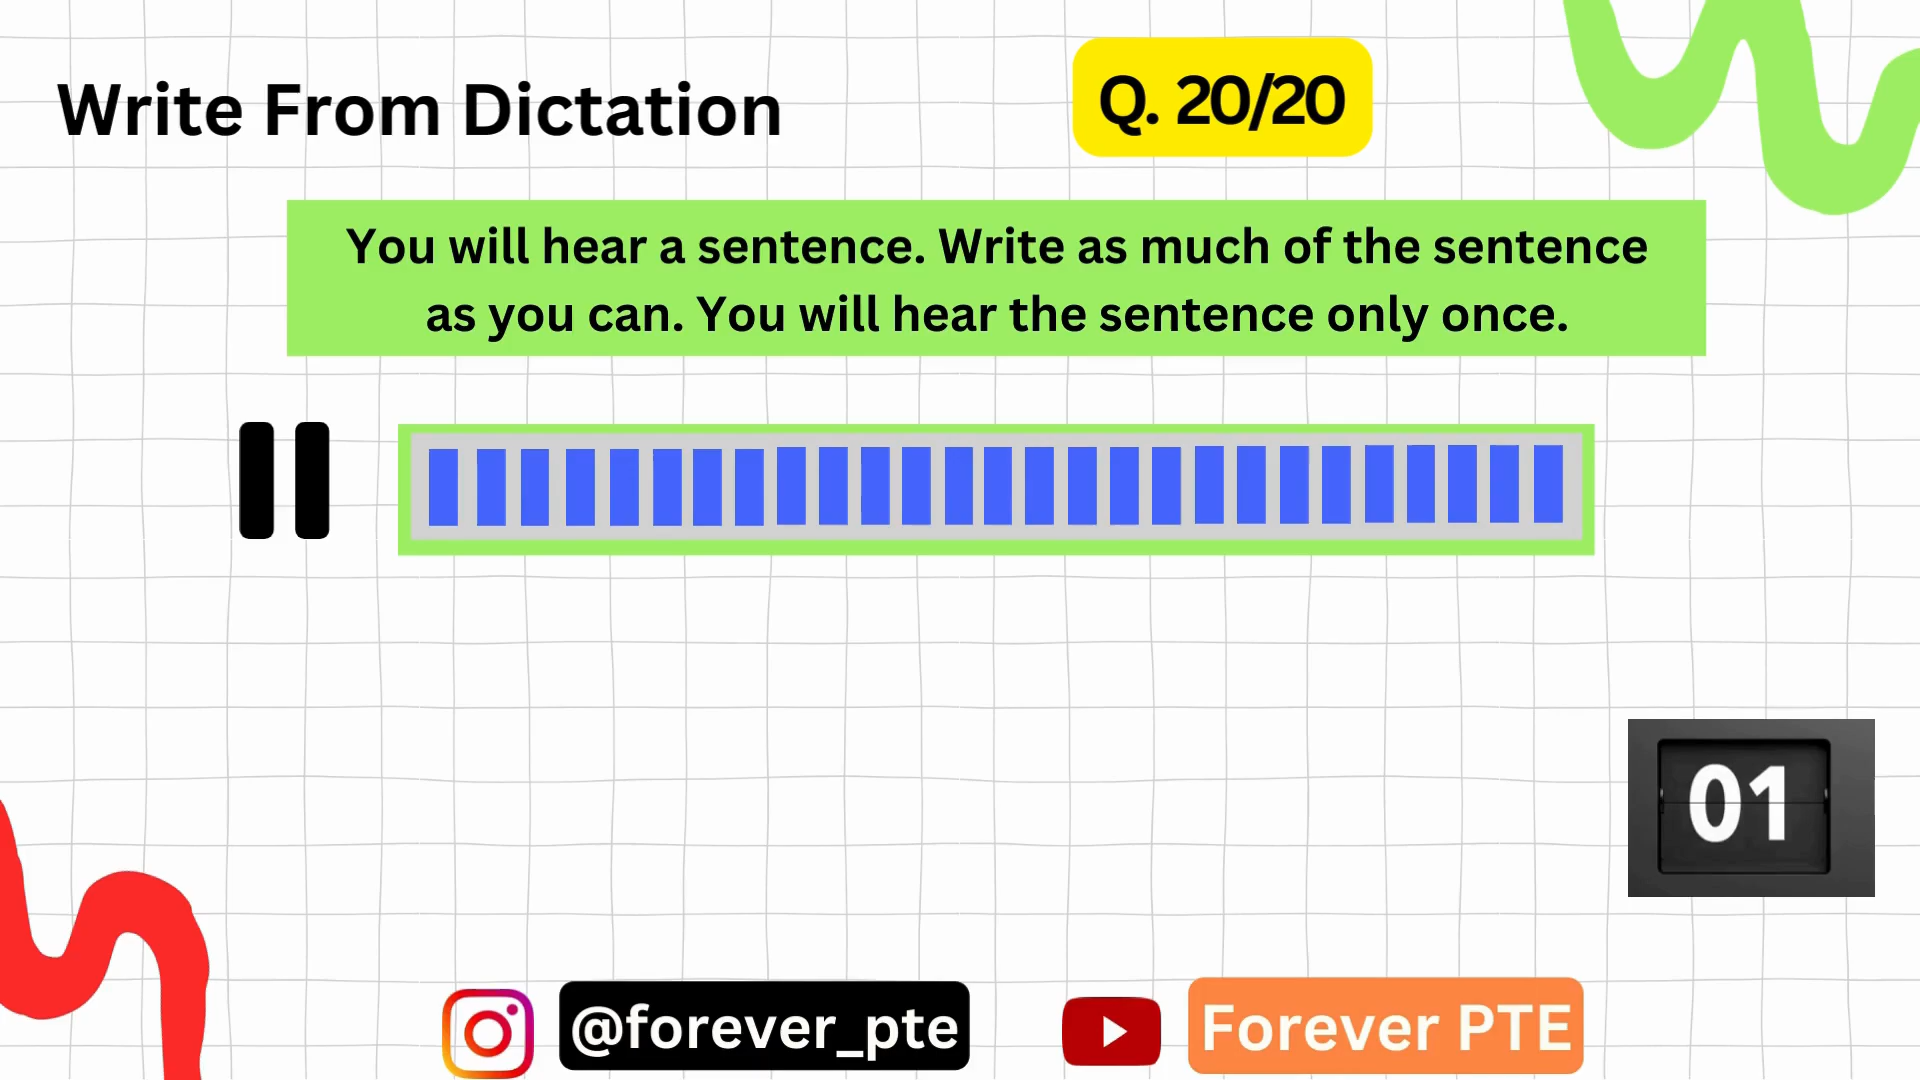 Write From Dictation
Q. 20/20
You will hear a sentence. Write as much of the sentence
as you can. You will hear the sentence only once.
01
@forever_pte
Forever PTE